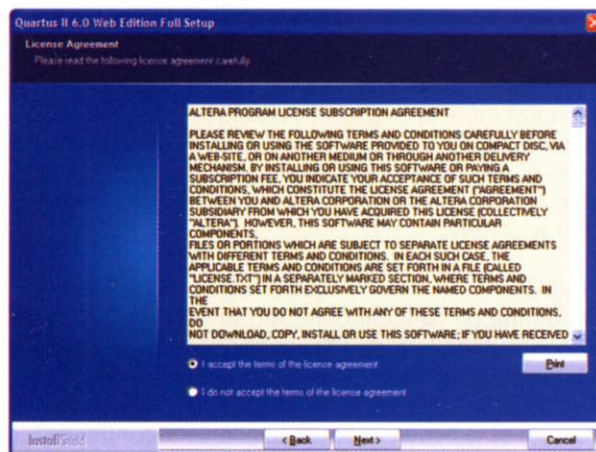 Quartus II 6.0 Web Edition Full Setup
License Agreement
Please read the following license agreement carefully.
ALTERA PROGRAM LICENSE SUBSCRIPTION AGREEMENT
PLEASE REVIEW THE FOLLOWING TERMS AND CONDITIONS CAREFULLY BEFORE
INSTALLING OR USING THE SOFTWARE PROVIDED TO YOU ON COMPACT DISC, VIA
A WEB-SITE, OR ON ANOTHER MEDIUM OR THROUGH ANOTHER DELIVERY
MECHANISM. BY INSTALLING OR USING THIS SOFTWARE OR PAYING A
SUBSCRIPTION FEE, YOU INDICATE YOUR ACCEPTANCE OF SUCH TERMS AND
CONDITIONS, WHICH CONSTITUTE THE LICENSE AGREEMENT ("AGREEMENT")
BETWEEN YOU AND ALTERA CORPORATION OR THE ALTERA CORPORATION
SUBSIDIARY FROM WHICH YOU HAVE ACQUIRED THIS LICENSE (COLLECTIVELY
"ALTERA"). HOWEVER, THIS SOFTWARE MAY CONTAIN PARTICULAR
COMPONENTS,
FILES OR PORTIONS WHICH ARE SUBJECT TO SEPARATE LICENSE AGREEMENTS
WITH DIFFERENT TERMS AND CONDITIONS. IN EACH SUCH CASE, THE
APPLICABLE TERMS AND CONDITIONS ARE SET FORTH IN A FILE (CALLED
"LICENSE.TXT") IN A SEPARATELY MARKED SECTION, WHERE TERMS AND
CONDITIONS SET FORTH EXCLUSIVELY GOVERN THE NAMED COMPONENTS. IN
THE
EVENT THAT YOU DO NOT AGREE WITH ANY OF THESE TERMS AND CONDITIONS,
DO
NOT DOWNLOAD, COPY, INSTALL OR USE THIS SOFTWARE; IF YOU HAVE RECEIVED
I accept the terms of the license agreement
Print
I do not accept the terms of the license agreement
InstallShield
< Back
Next >
Cancel